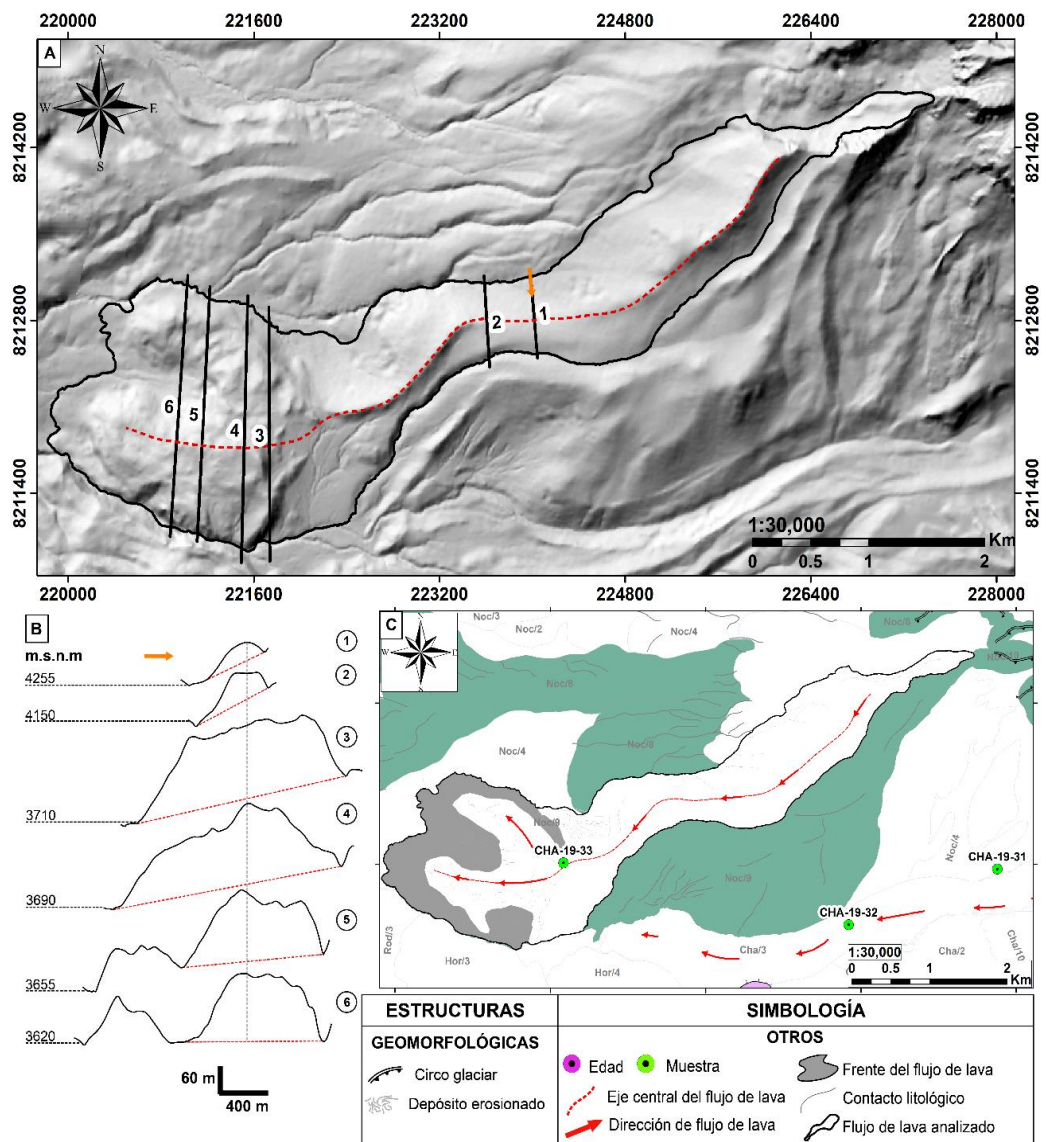 220000 221600 223200 224800 226400 228000
A
N
W E
S
8214200 8214200
8212800 8212800
8211400 8211400
1
2
6
5
4
3
1:30,000
Km
0 0.5 1 2
220000 221600 223200 224800 226400 228000
B
m.s.n.m
1
4255
2
4150
3
3710
4
3690
5
3655
6
3620
60 m
400 m
C
N
W E
S
Noc/3
Noc/2
Noc/4
Noc/8
Noc/8
Noc/8
Noc/4
Noc/9
CHA-19-33
Noc/9
Noc/4
CHA-19-31
CHA-19-32
Rod/3
Hor/3
Hor/4
Cha/3
Cha/2
Cha/10
1:30,000
0 0.5 1 2
Km
ESTRUCTURAS
GEOMORFOLÓGICAS
Circo glaciar
Depósito erosionado
SIMBOLOGÍA
OTROS
Edad
Muestra
Frente del flujo de lava
Eje central del flujo de lava
Contacto litológico
Dirección de flujo de lava
Flujo de lava analizado